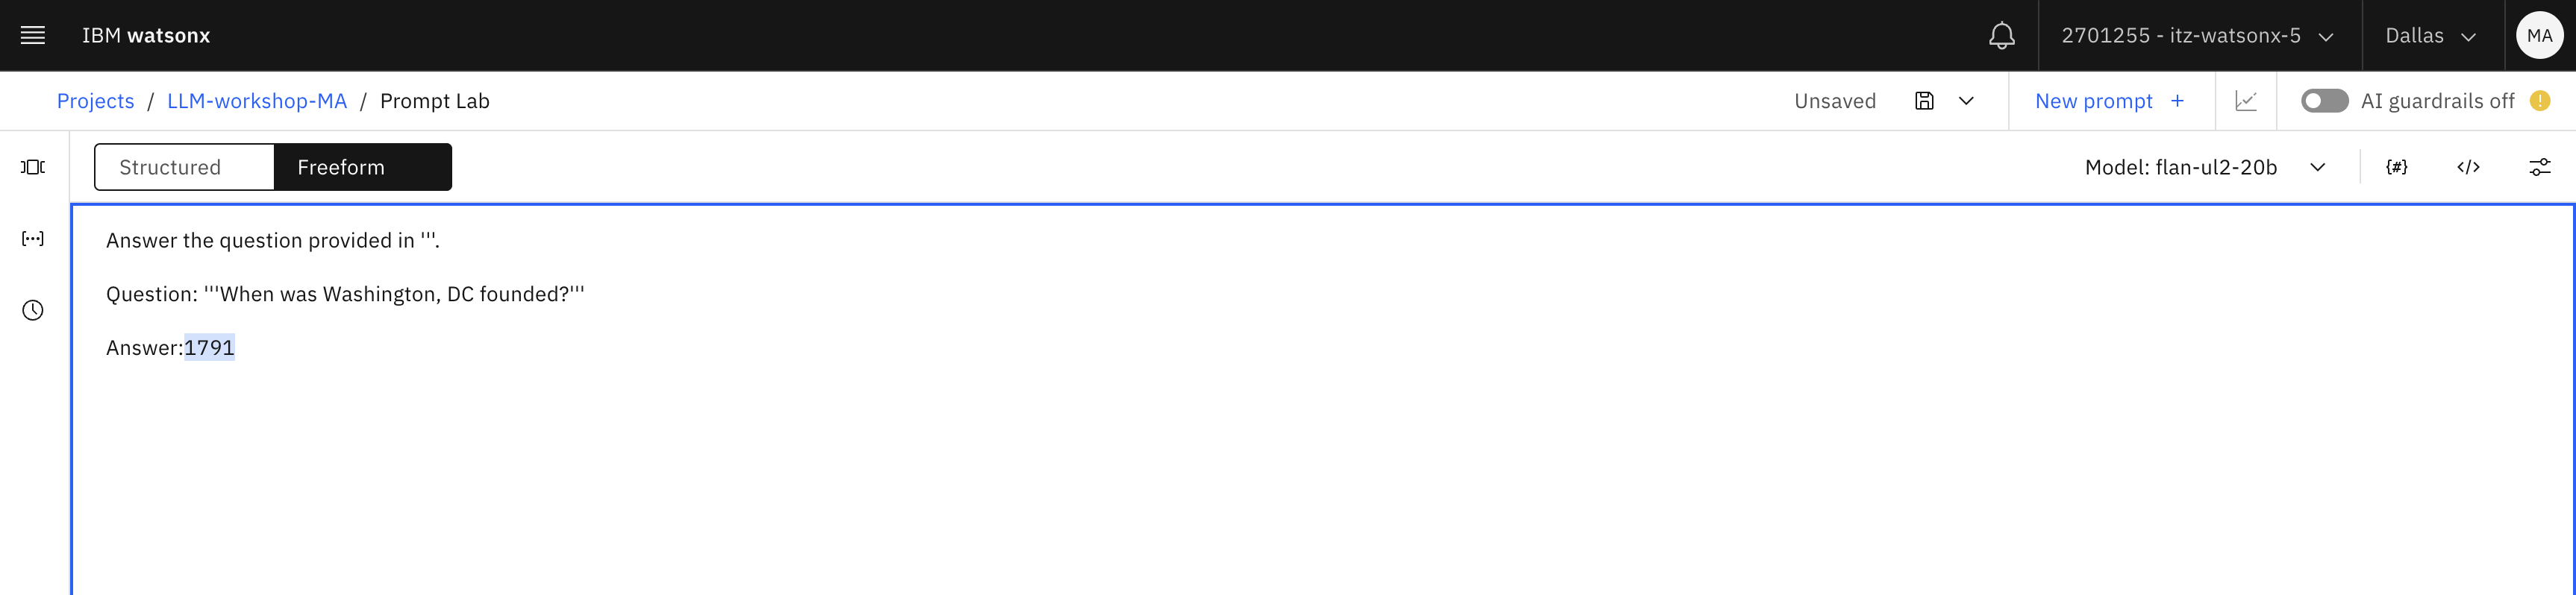 IBM watsonx
2701255 - itz-watsonx-5
Dallas
MA
Projects / LLM-workshop-MA / Prompt Lab
Unsaved
New prompt +
AI guardrails off
Structured
Freeform
Model: flan-ul2-20b
{#}
</>
Answer the question provided in '''.
Question: '''When was Washington, DC founded?'''
Answer:1791